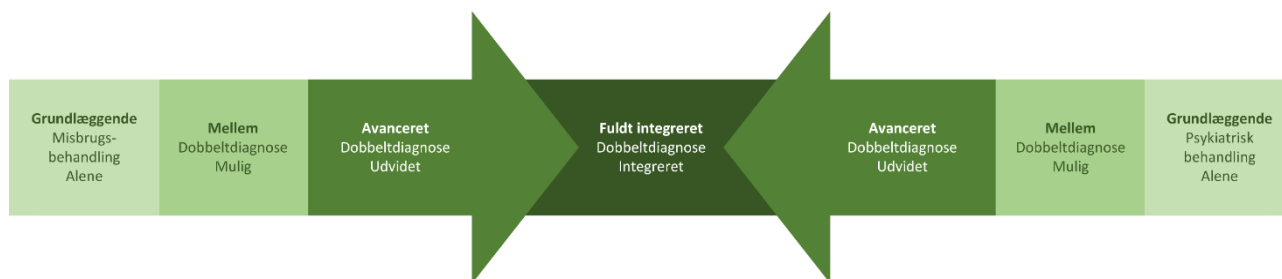 Grundlæggende
Misbrugs-
behandling
Alene
Mellem
Dobbeltdiagnose
Mulig
Avanceret
Dobbeltdiagnose
Udvidet
Fuldt integreret
Dobbeltdiagnose
Integreret
Avanceret
Dobbeltdiagnose
Udvidet
Mellem
Dobbeltdiagnose
Mulig
Grundlæggende
Psykiatrisk
behandling
Alene